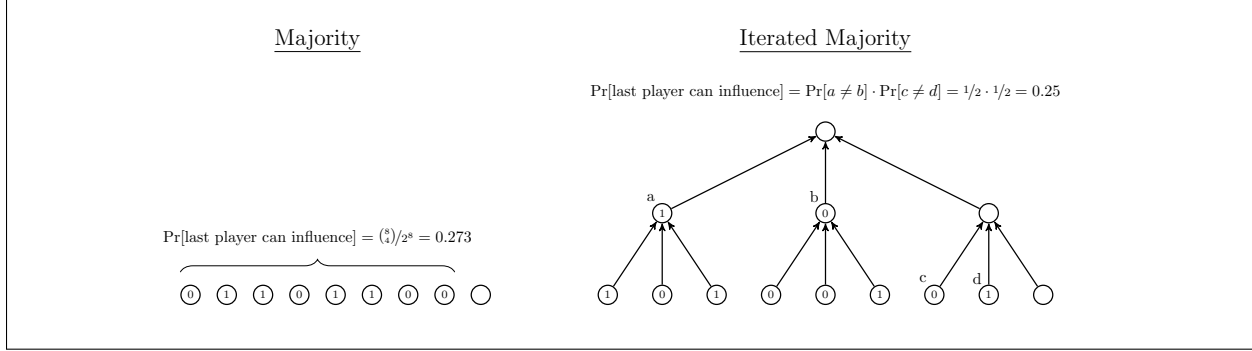 Majority
Iterated Majority
Pr[last player can influence] = Pr[a ≠ b] · Pr[c ≠ d] = 1/2 · 1/2 = 0.25
a
1
b
0
Pr[last player can influence] = (8 4)/2^8 = 0.273
c
d
0 1 1 0 1 1 0 0
1 0 1 0 0 1 0 1